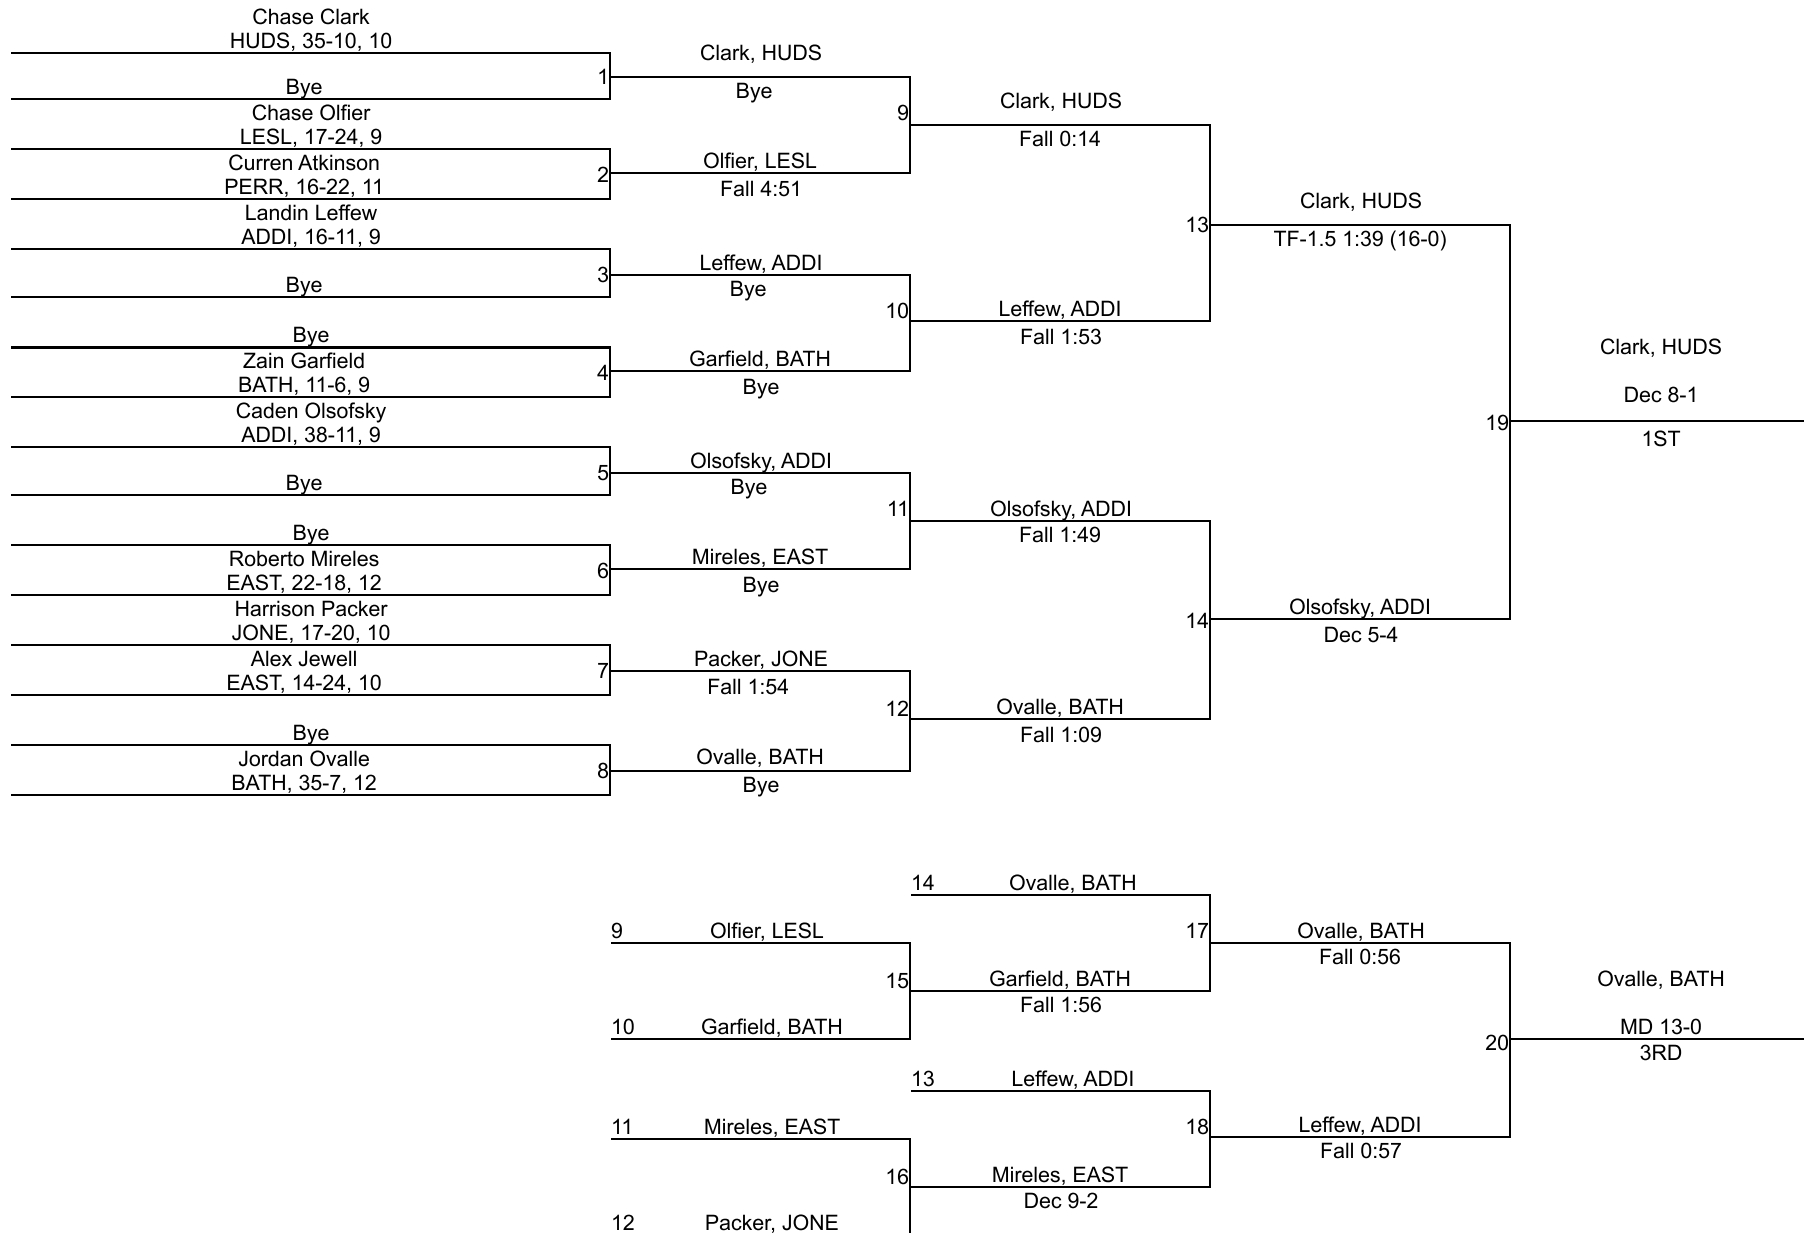 Chase Clark
HUDS, 35-10, 10
Bye
1
Chase Olfier
LESL, 17-24, 9
Curren Atkinson
PERR, 16-22, 11
2
Landin Leffew
ADDI, 16-11, 9
Bye
3
Bye
Zain Garfield
BATH, 11-6, 9
4
Caden Olsofsky
ADDI, 38-11, 9
Bye
5
Bye
Roberto Mireles
EAST, 22-18, 12
6
Harrison Packer
JONE, 17-20, 10
Alex Jewell
EAST, 14-24, 10
7
Bye
Jordan Ovalle
BATH, 35-7, 12
8
Clark, HUDS
Bye
9
Olfier, LESL
Fall 4:51
Leffew, ADDI
Bye
10
Garfield, BATH
Bye
Olsofsky, ADDI
Bye
11
Mireles, EAST
Bye
Packer, JONE
Fall 1:54
12
Ovalle, BATH
Bye
Clark, HUDS
Fall 0:14
13
Leffew, ADDI
Fall 1:53
Olsofsky, ADDI
Fall 1:49
14
Ovalle, BATH
Fall 1:09
Clark, HUDS
TF-1.5 1:39 (16-0)
19
Olsofsky, ADDI
Dec 5-4
Clark, HUDS
Dec 8-1
1ST
14 Ovalle, BATH
9 Olfier, LESL
17
15
Garfield, BATH
Fall 1:56
10 Garfield, BATH
13 Leffew, ADDI
11 Mireles, EAST
18
16
Mireles, EAST
Dec 9-2
12 Packer, JONE
Ovalle, BATH
Fall 0:56
20
Leffew, ADDI
Fall 0:57
Ovalle, BATH
MD 13-0
3RD